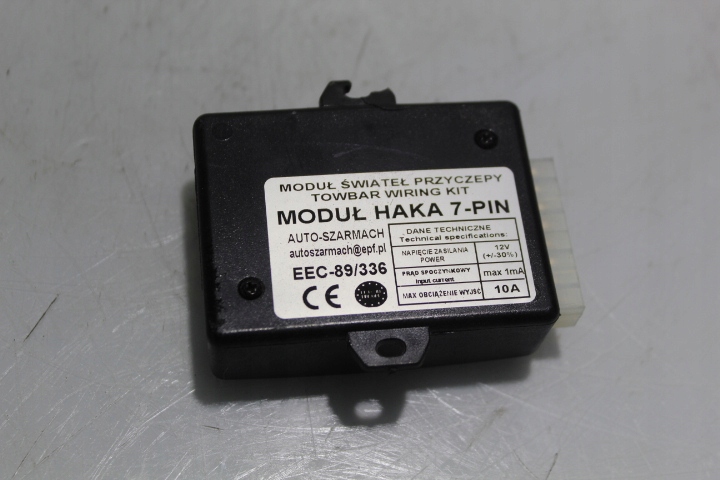 MODUŁ ŚWIATEŁ PRZYCZEPY
TOWBAR WIRING KIT
MODUŁ HAKA 7-PIN
AUTO-SZARMACH
autoszarmach@epf.pl
EEC-89/336
CE
DANE TECHNICZNE
Technical specifications:
NAPIĘCIE ZASILANIA
POWER
12V
(+/-30%)
PRĄD SPOCZYNKOWY
Input current
max 1mA
MAX OBCIĄŻENIE WYJŚĆ
10A